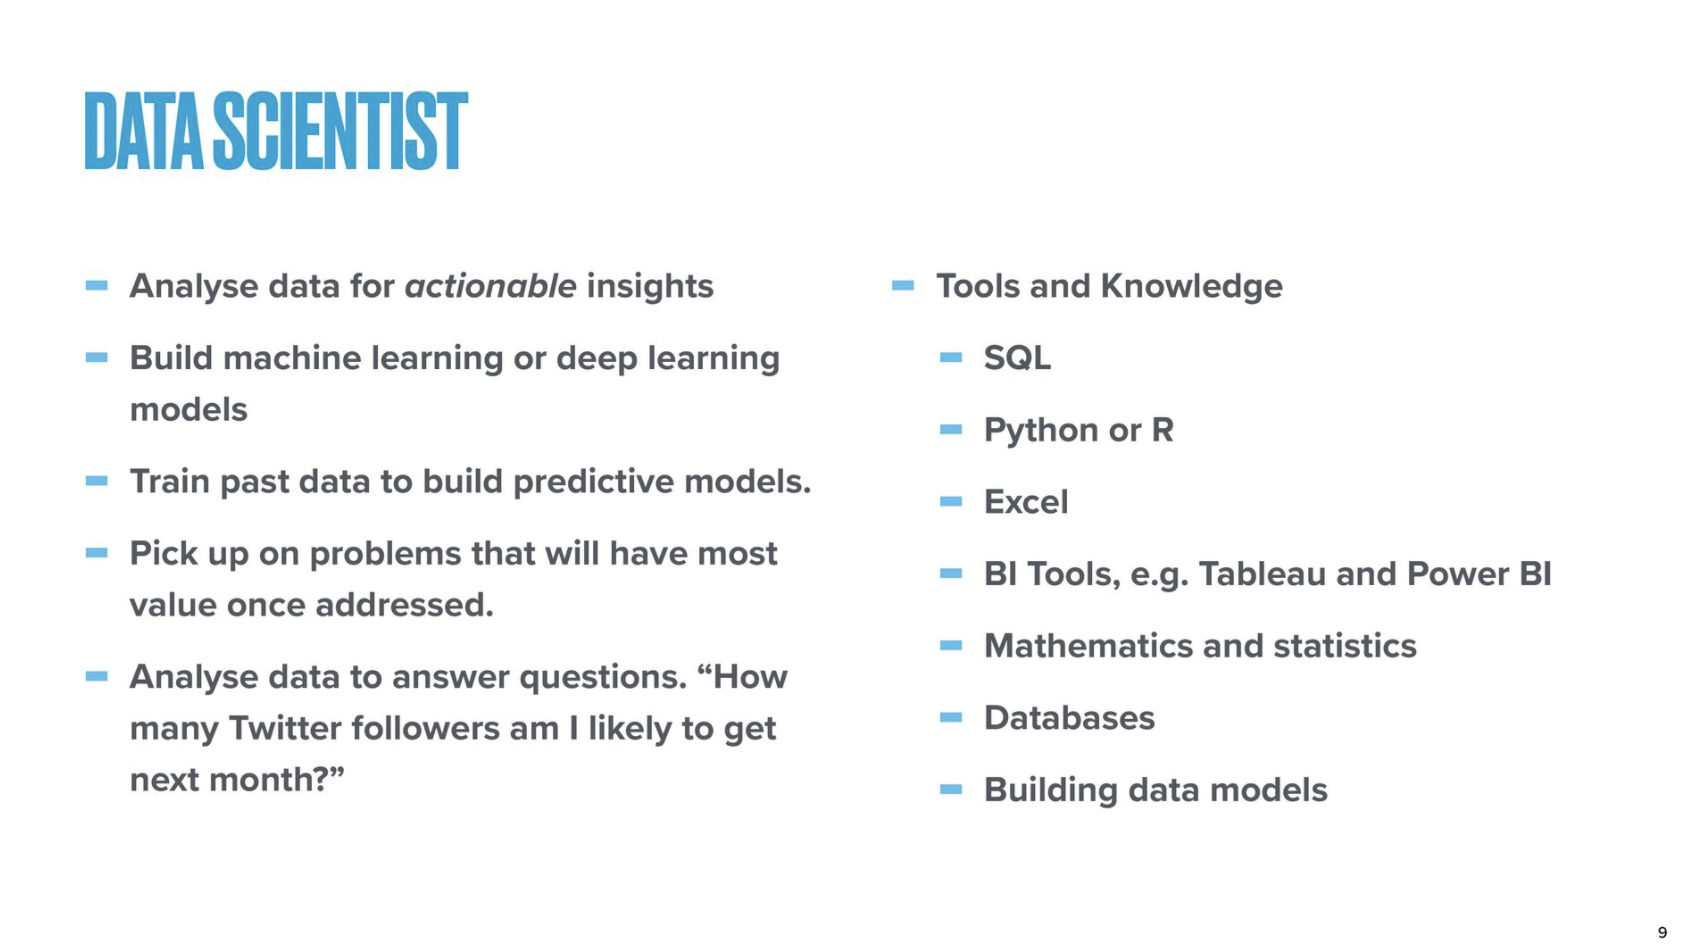 DATA SCIENTIST
Analyse data for actionable insights
Build machine learning or deep learning
models
Train past data to build predictive models.
Pick up on problems that will have most
value once addressed.
Analyse data to answer questions. “How
many Twitter followers am I likely to get
next month?”
Tools and Knowledge
SQL
Python or R
Excel
BI Tools, e.g. Tableau and Power BI
Mathematics and statistics
Databases
Building data models
9